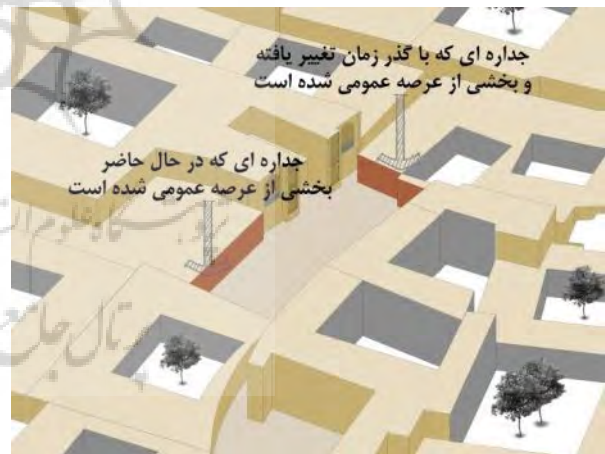 جداره ای که با گذر زمان تغییر یافته
و بخشی از عرصه عمومی شده است
جداره ای که در حال حاضر
بخشی از عرصه عمومی شده است